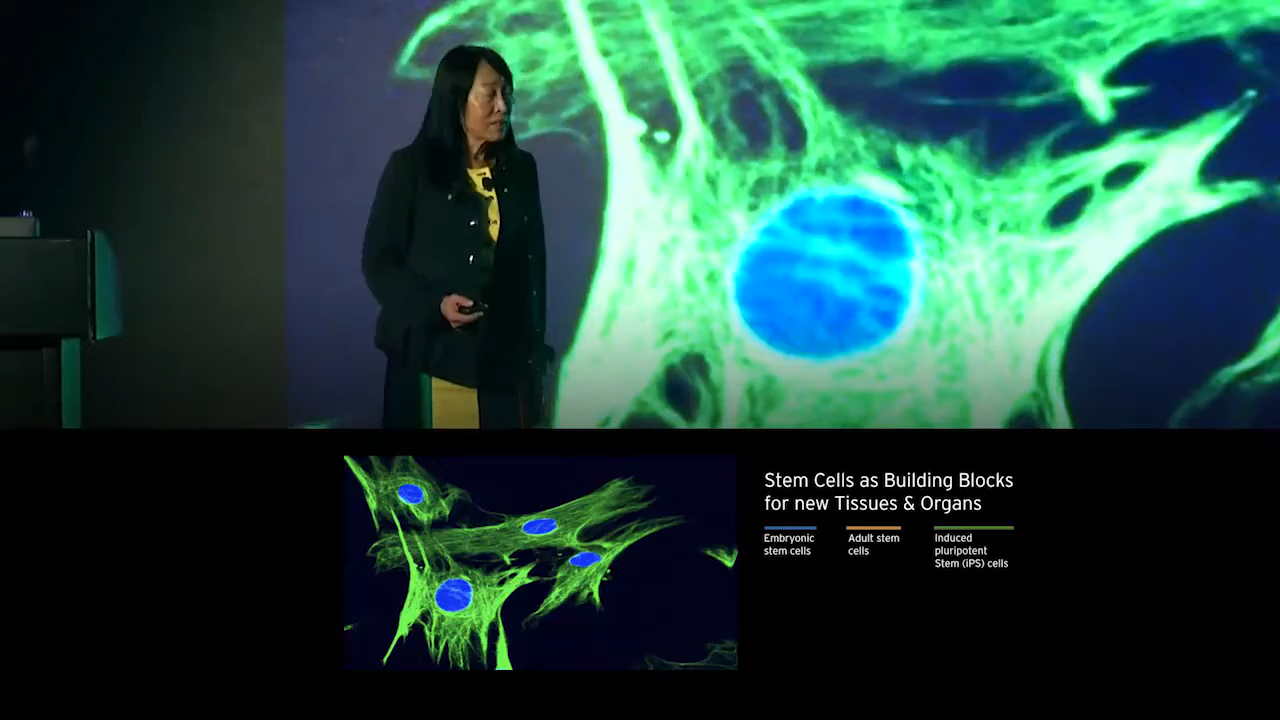 Stem Cells as Building Blocks
for new Tissues & Organs
Embryonic
stem cells
Adult stem
cells
Induced
pluripotent
Stem (iPS) cells